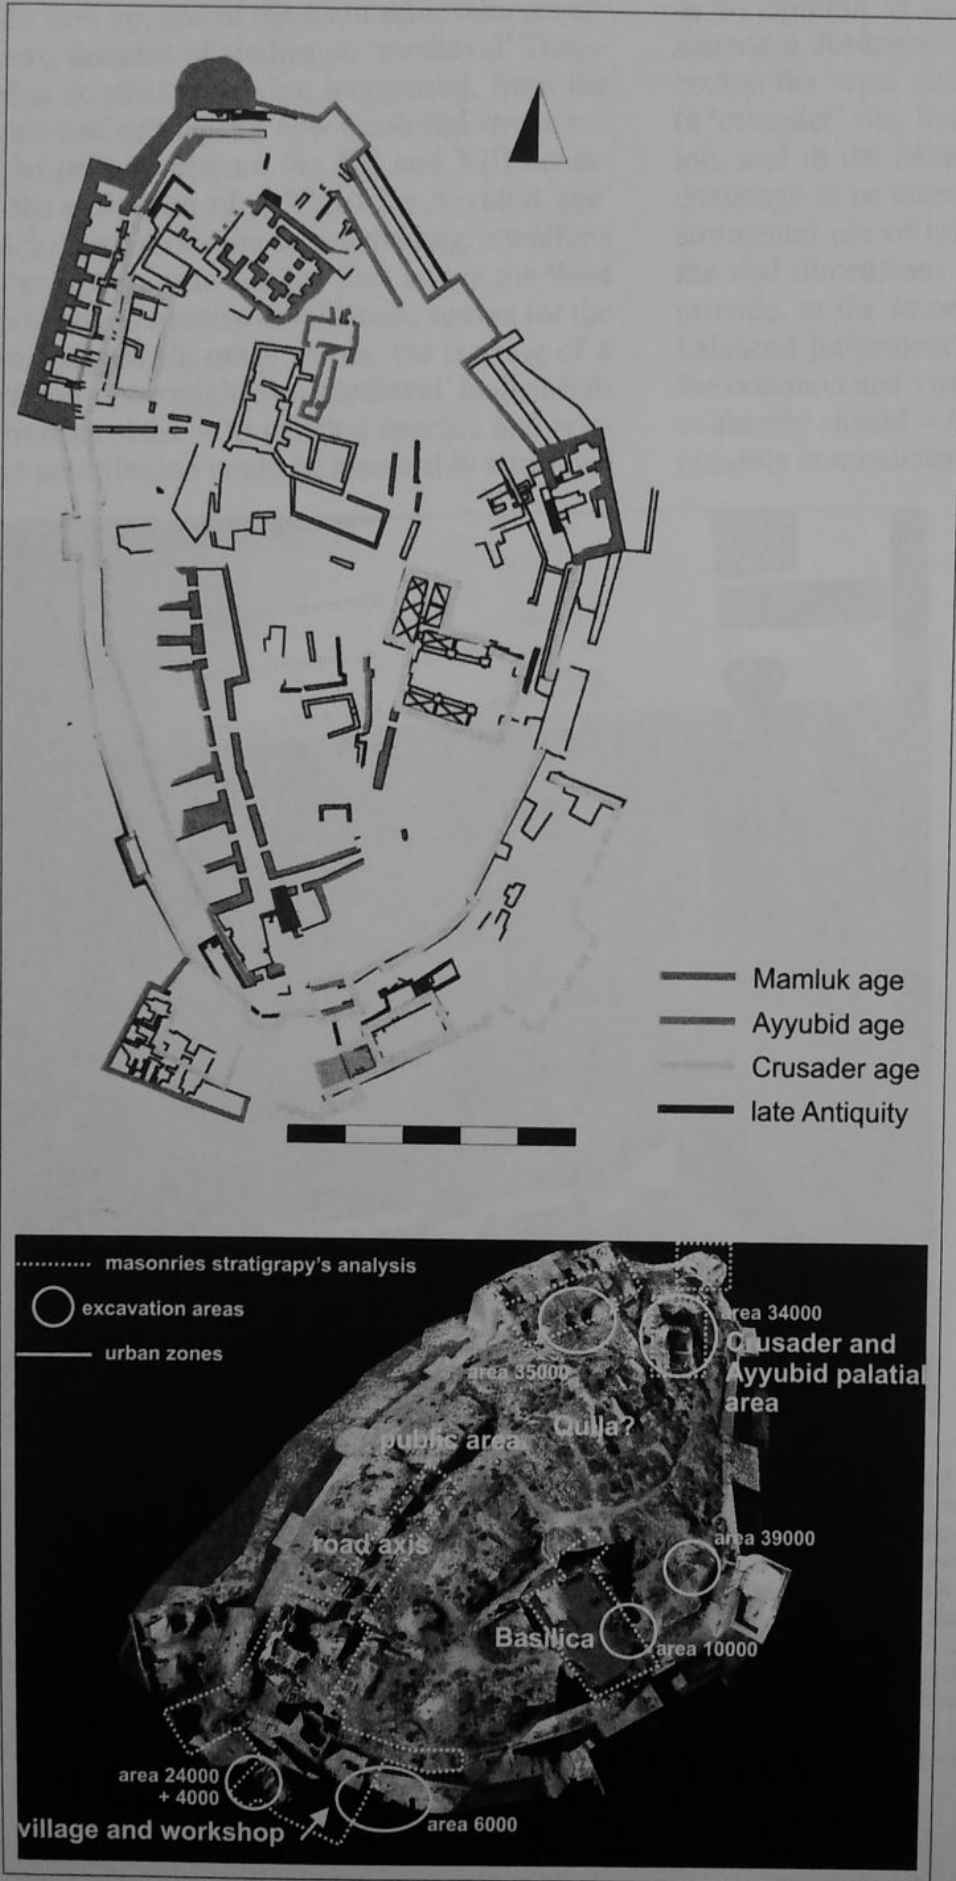 Mamluk age
Ayyubid age
Crusader age
late Antiquity
masonries stratigrapy's analysis
excavation areas
urban zones
area 34000
Crusader and
Ayyubid palatial
area
area 35000
Qulla?
public area
road axis
area 39000
Basilica
area 10000
area 24000
+ 4000
village and workshop
area 6000